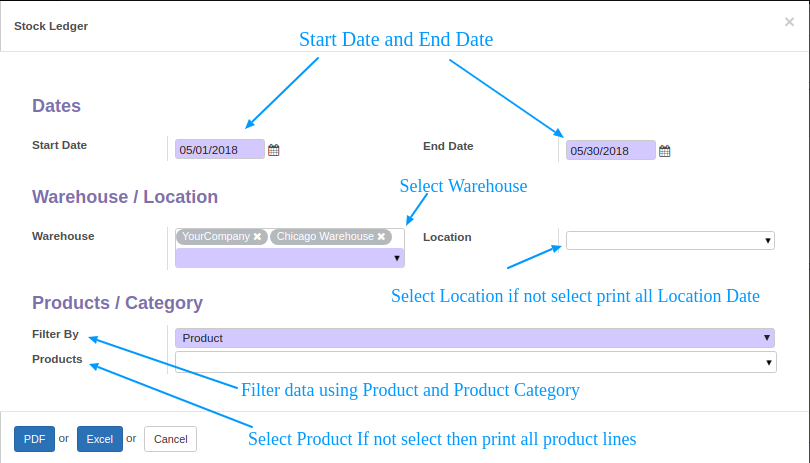 Stock Ledger ×
Start Date and End Date
Dates
Start Date 05/01/2018 End Date 05/30/2018
Warehouse / Location
Select Warehouse
Warehouse YourCompany ✖ Chicago Warehouse ✖ Location
Select Location if not select print all Location Date
Products / Category
Filter By Product
Products
Filter data using Product and Product Category
PDF or Excel or Cancel
Select Product If not select then print all product lines